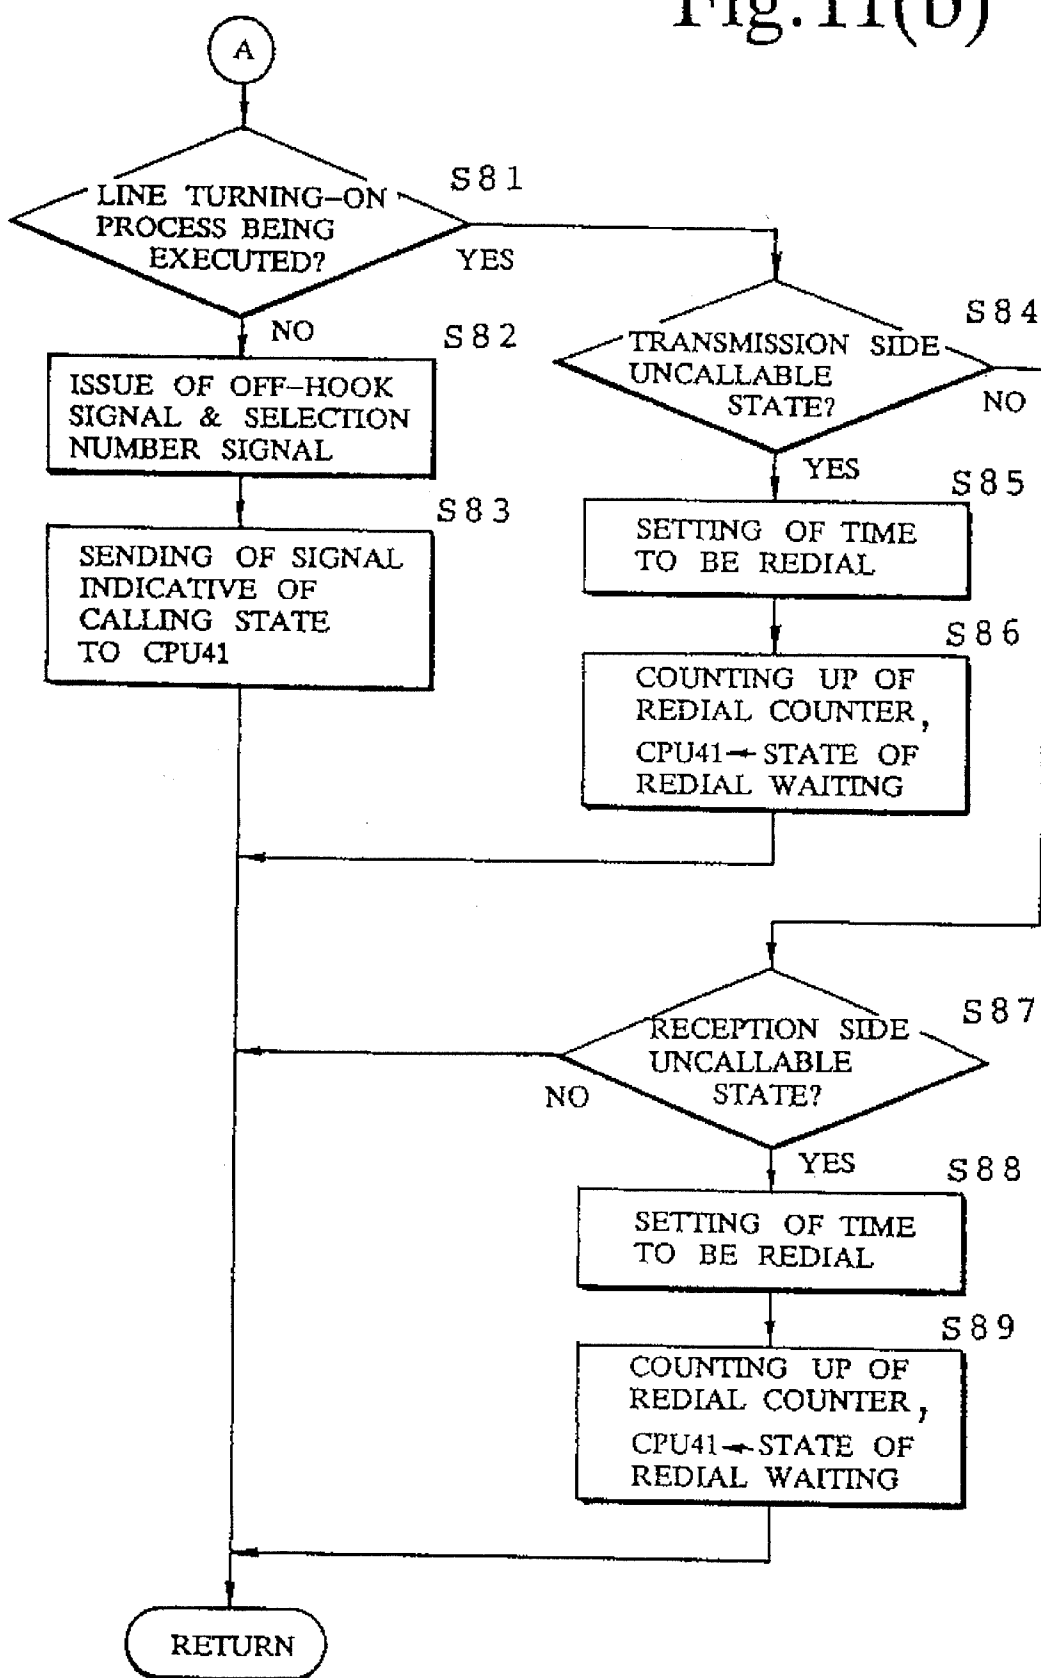 Fig.11(b)
A
LINE TURNING-ON
PROCESS BEING
EXECUTED?
S81
YES
NO
S82
ISSUE OF OFF-HOOK
SIGNAL & SELECTION
NUMBER SIGNAL
S83
SENDING OF SIGNAL
INDICATIVE OF
CALLING STATE
TO CPU41
S84
TRANSMISSION SIDE
UNCALLABLE
STATE?
NO
YES
S85
SETTING OF TIME
TO BE REDIAL
S86
COUNTING UP OF
REDIAL COUNTER,
CPU41←STATE OF
REDIAL WAITING
S87
RECEPTION SIDE
UNCALLABLE
STATE?
NO
YES
S88
SETTING OF TIME
TO BE REDIAL
S89
COUNTING UP OF
REDIAL COUNTER,
CPU41←STATE OF
REDIAL WAITING
RETURN